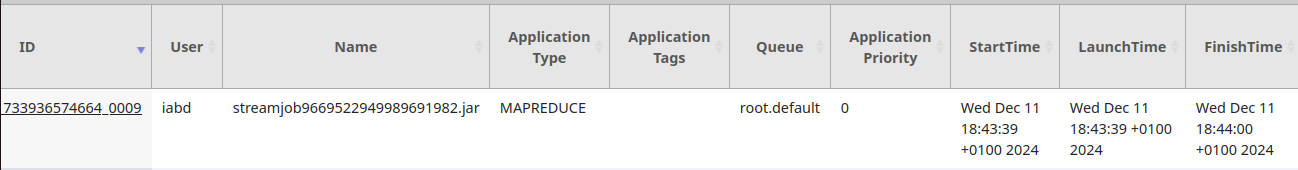 ID User Name Application Type Application Tags Queue Application Priority StartTime LaunchTime FinishTime
733936574664_0009 iabd streamjob9669522949989691982.jar MAPREDUCE root.default 0 Wed Dec 11 18:43:39 +0100 2024 Wed Dec 11 18:43:39 +0100 2024 Wed Dec 11 18:44:00 +0100 2024